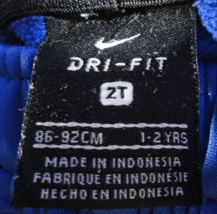 DRI-FIT
2T
86-92CM 1-2 YRS
MADE IN INDONESIA
FABRIQUÉ EN INDONÉSIE
HECHO EN INDONESIA